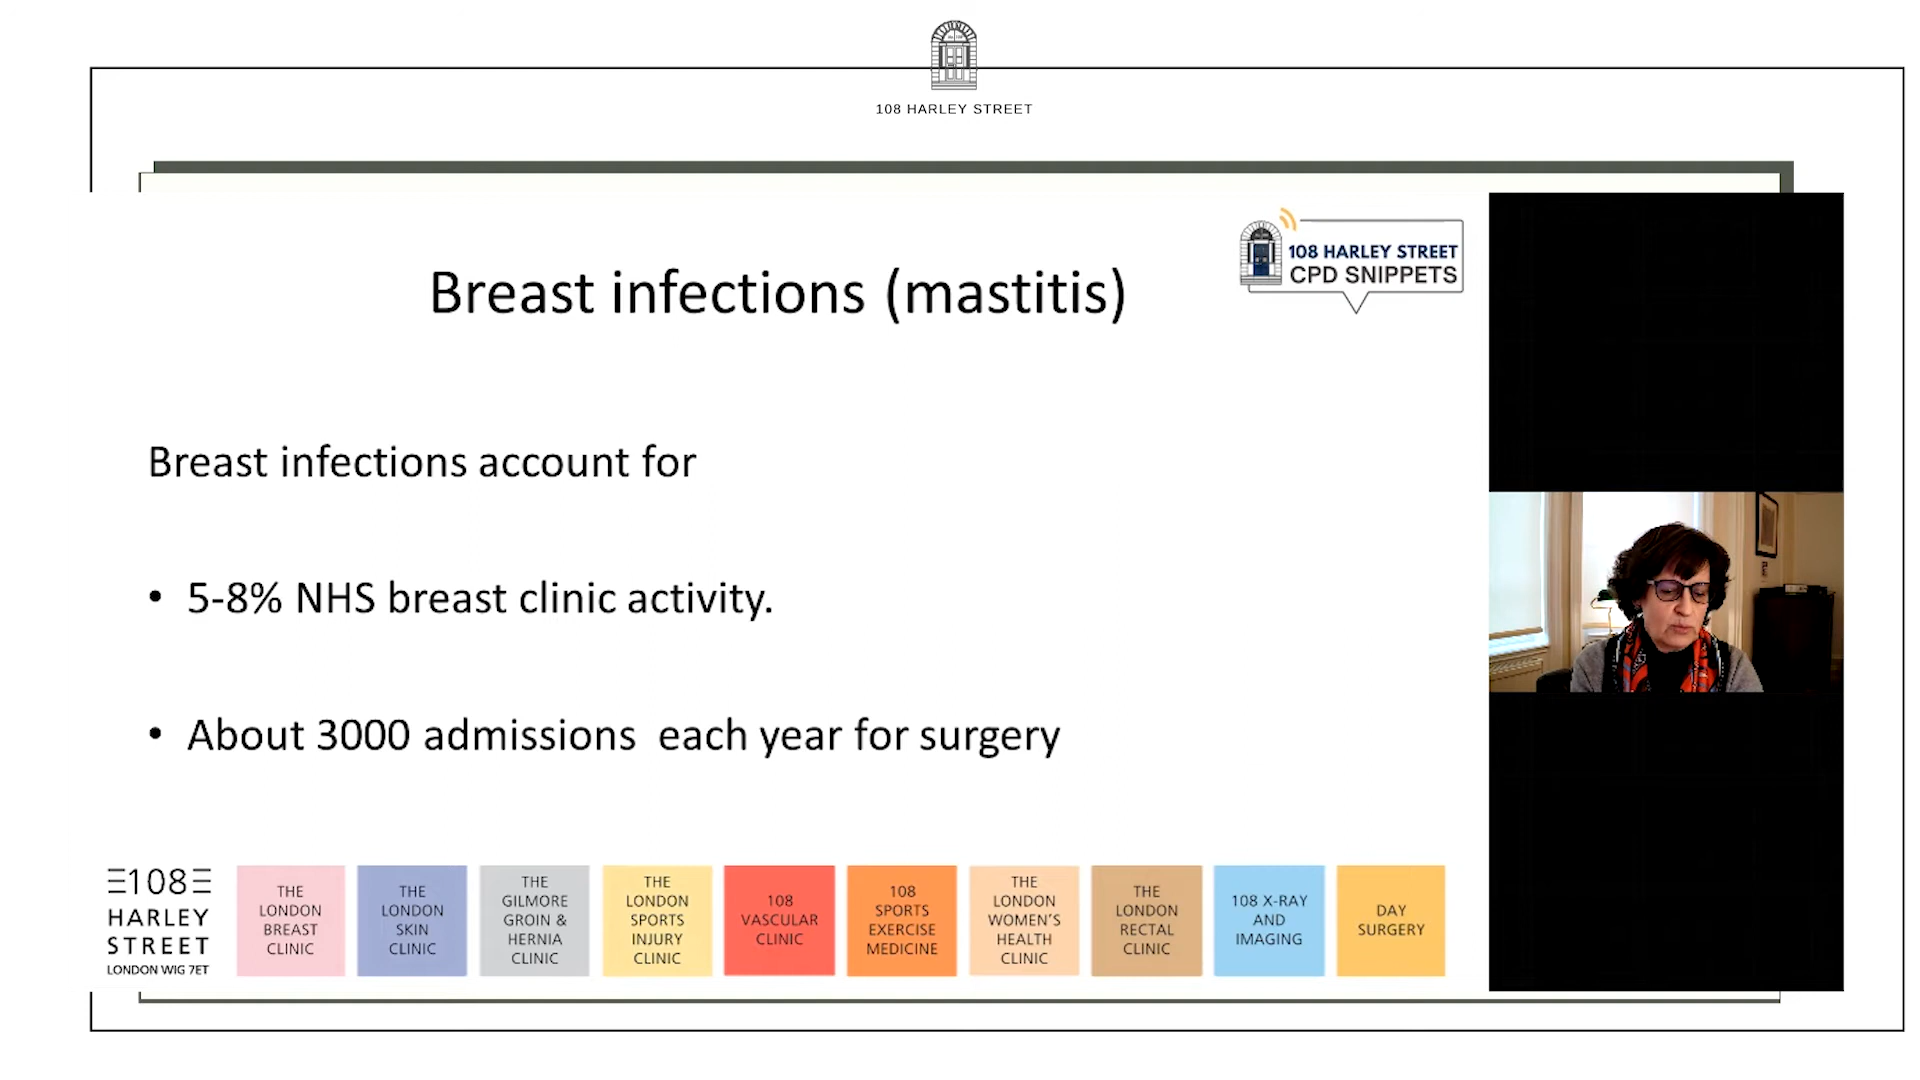 108 HARLEY STREET
108 HARLEY STREET
CPD SNIPPETS
Breast infections (mastitis)
Breast infections account for
• 5-8% NHS breast clinic activity.
• About 3000 admissions  each year for surgery
108
HARLEY
STREET
LONDON W1G 7ET
THE
LONDON
BREAST
CLINIC
THE
LONDON
SKIN
CLINIC
THE
GILMORE
GROIN &
HERNIA
CLINIC
THE
LONDON
SPORTS
INJURY
CLINIC
108
VASCULAR
CLINIC
108
SPORTS
EXERCISE
MEDICINE
THE
LONDON
WOMEN'S
HEALTH
CLINIC
THE
LONDON
RECTAL
CLINIC
108 X-RAY
AND
IMAGING
DAY
SURGERY